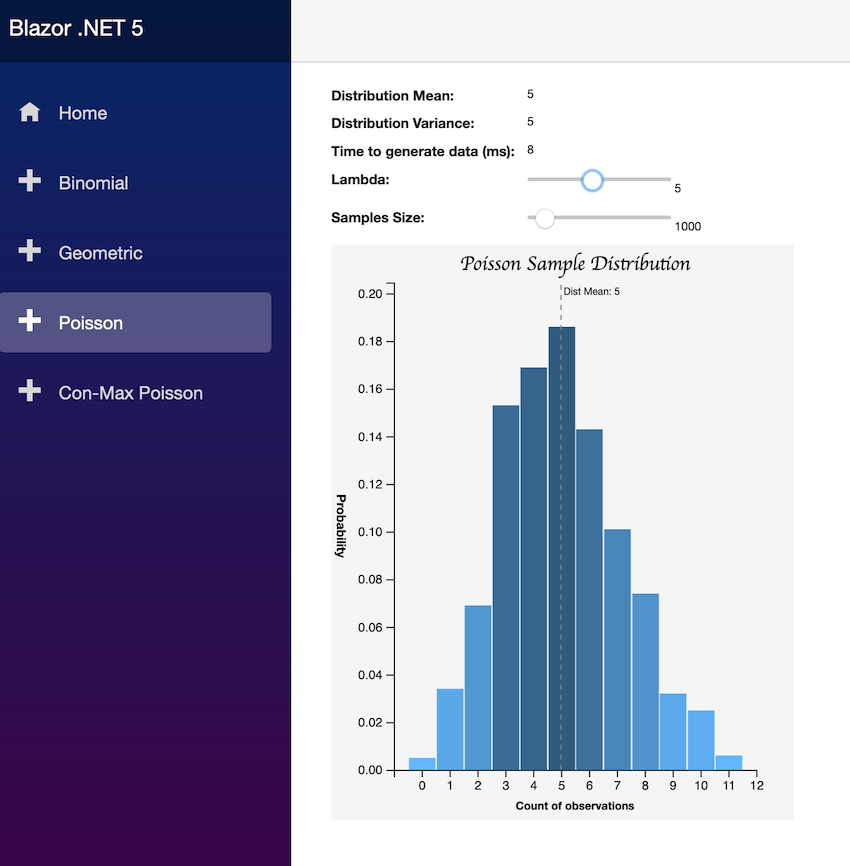 Blazor .NET 5
Home
Binomial
Geometric
Poisson
Con-Max Poisson
Distribution Mean: 5
Distribution Variance: 5
Time to generate data (ms): 8
Lambda: 5
Samples Size: 1000
Poisson Sample Distribution
Dist Mean: 5
0.20
0.18
0.16
0.14
0.12
0.10
0.08
0.06
0.04
0.02
0.00
Probability
0 1 2 3 4 5 6 7 8 9 10 11 12
Count of observations